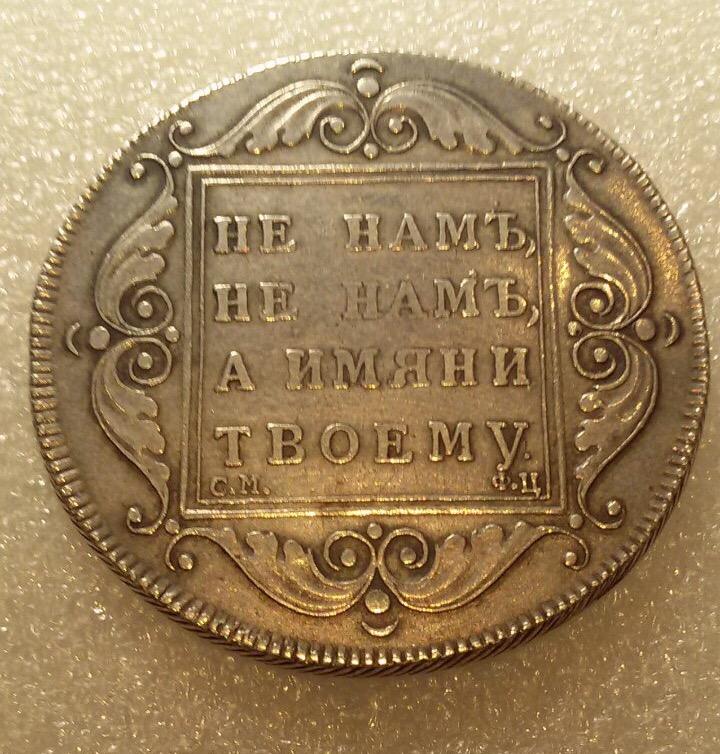 НЕ НАМЪ,
НЕ НАМЪ,
А ИМЯНИ
ТВОЕМУ.
С.М. Ф.Ц